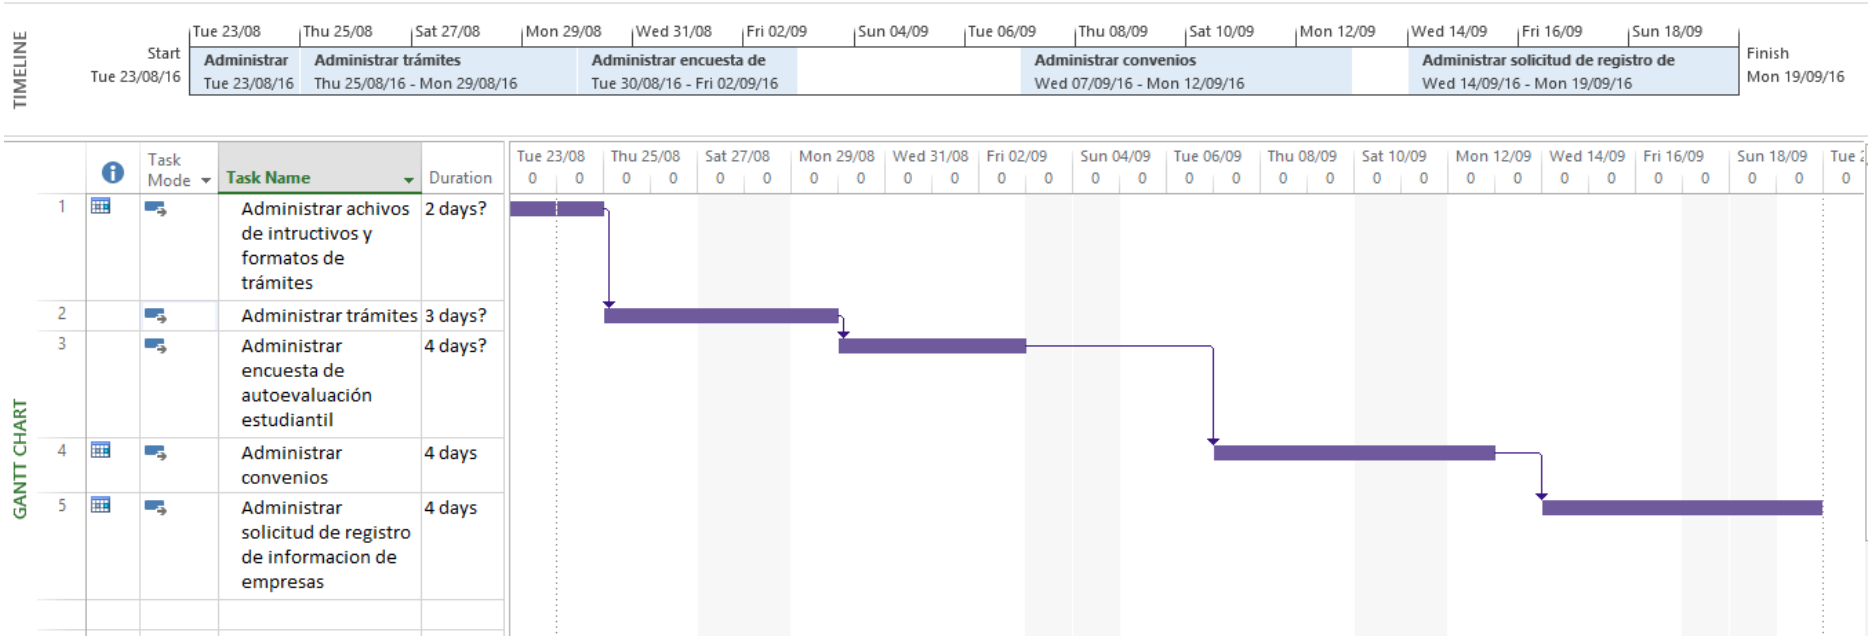 TIMELINE
Tue 23/08 Thu 25/08 Sat 27/08 Mon 29/08 Wed 31/08 Fri 02/09 Sun 04/09 Tue 06/09 Thu 08/09 Sat 10/09 Mon 12/09 Wed 14/09 Fri 16/09 Sun 18/09
Start
Tue 23/08/16
Administrar
Tue 23/08/16
Administrar trámites
Thu 25/08/16 - Mon 29/08/16
Administrar encuesta de
Tue 30/08/16 - Fri 02/09/16
Administrar convenios
Wed 07/09/16 - Mon 12/09/16
Administrar solicitud de registro de
Wed 14/09/16 - Mon 19/09/16
Finish
Mon 19/09/16
GANTT CHART
Task
Mode
Task Name
Duration
Tue 23/08 Thu 25/08 Sat 27/08 Mon 29/08 Wed 31/08 Fri 02/09 Sun 04/09 Tue 06/09 Thu 08/09 Sat 10/09 Mon 12/09 Wed 14/09 Fri 16/09 Sun 18/09 Tue
0 0 0 0 0 0 0 0 0 0 0 0 0 0 0 0 0 0 0 0 0 0 0 0 0 0 0 0 0
1 Administrar achivos 2 days?
de intructivos y
formatos de
trámites
2 Administrar trámites 3 days?
3 Administrar 4 days?
encuesta de
autoevaluación
estudiantil
4 Administrar 4 days
convenios
5 Administrar 4 days
solicitud de registro
de informacion de
empresas